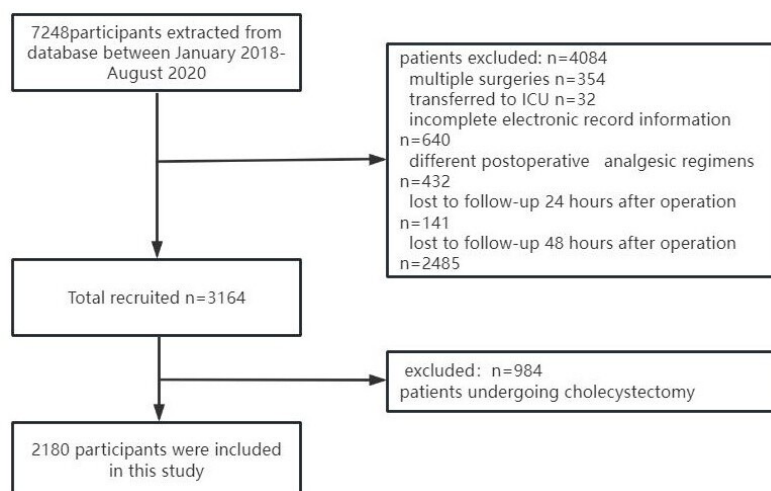 7248participants extracted from
database between January 2018-
August 2020
patients excluded: n=4084
multiple surgeries n=354
transferred to ICU n=32
incomplete electronic record information
n=640
different postoperative analgesic regimens
n=432
lost to follow-up 24 hours after operation
n=141
lost to follow-up 48 hours after operation
n=2485
Total recruited n=3164
excluded: n=984
patients undergoing cholecystectomy
2180 participants were included
in this study